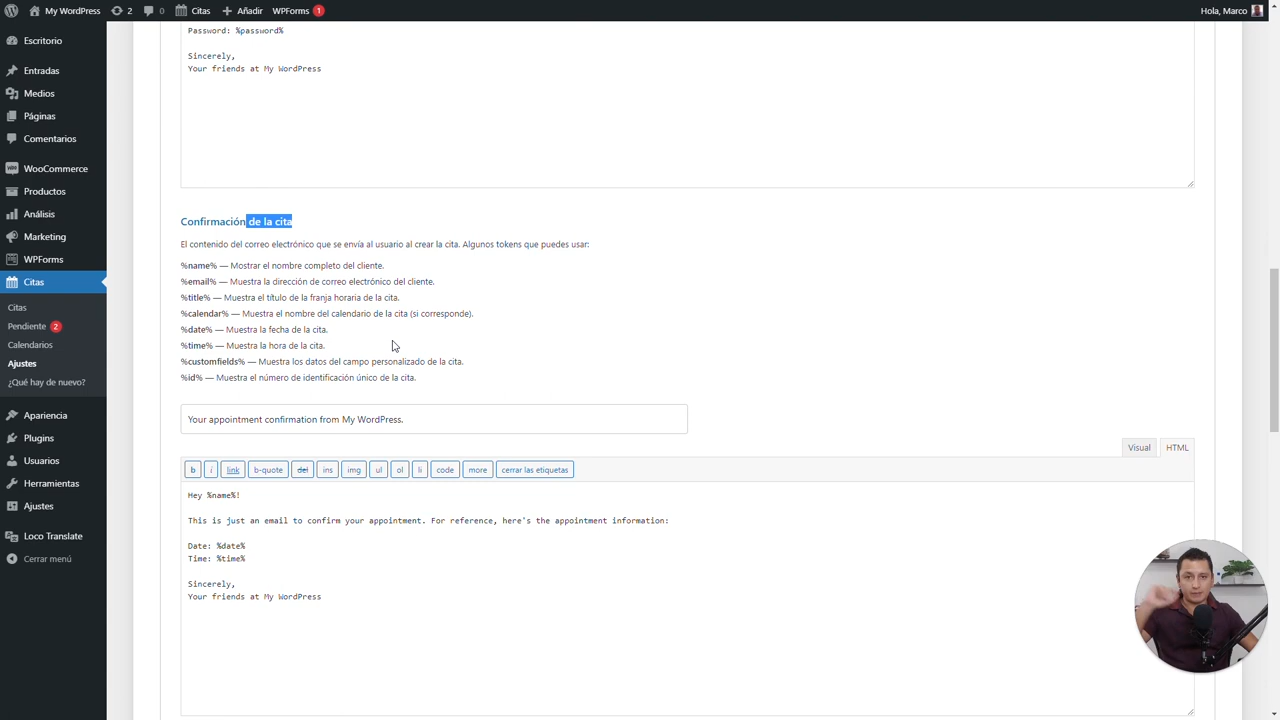 My WordPress 2 0 Citas Añadir WPForms 1 Hola, Marco
Escritorio
Entradas
Medios
Páginas
Comentarios
WooCommerce
Productos
Análisis
Marketing
WPForms
Citas
Citas
Pendiente 2
Calendarios
Ajustes
¿Qué hay de nuevo?
Apariencia
Plugins
Usuarios
Herramientas
Ajustes
Loco Translate
Cerrar menú
Password: %password%
Sincerely,
Your friends at My WordPress
Confirmación de la cita
El contenido del correo electrónico que se envía al usuario al crear la cita. Algunos tokens que puedes usar:
%name% — Mostrar el nombre completo del cliente.
%email% — Muestra la dirección de correo electrónico del cliente.
%title% — Muestra el título de la franja horaria de la cita.
%calendar% — Muestra el nombre del calendario de la cita (si corresponde).
%date% — Muestra la fecha de la cita.
%time% — Muestra la hora de la cita.
%customfields% — Muestra los datos del campo personalizado de la cita.
%id% — Muestra el número de identificación único de la cita.
Your appointment confirmation from My WordPress.
Visual HTML
b i link b-quote del ins img ul ol li code more cerrar las etiquetas
Hey %name%!
This is just an email to confirm your appointment. For reference, here's the appointment information:
Date: %date%
Time: %time%
Sincerely,
Your friends at My WordPress